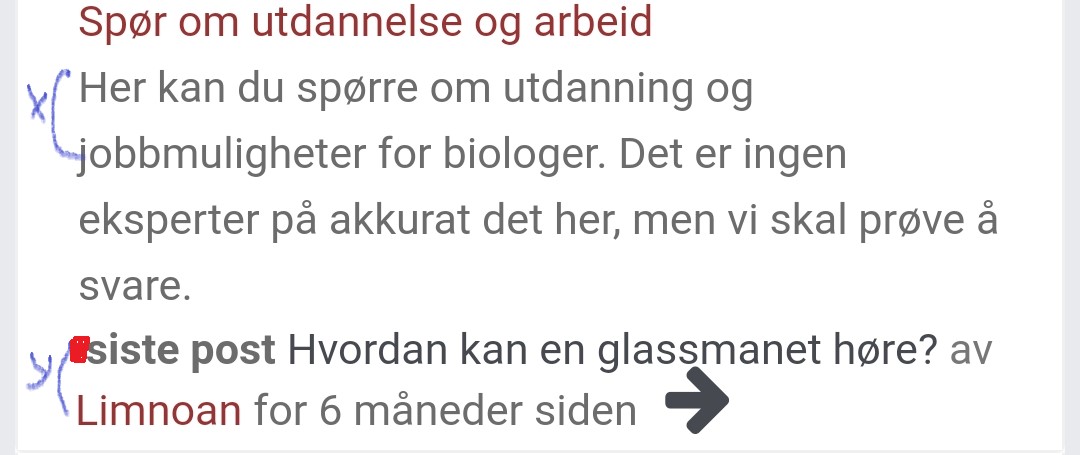 Spør om utdannelse og arbeid
x Her kan du spørre om utdanning og
jobbmuligheter for biologer. Det er ingen
eksperter på akkurat det her, men vi skal prøve å
svare.
y siste post Hvordan kan en glassmanet høre? av
Limnoan for 6 måneder siden